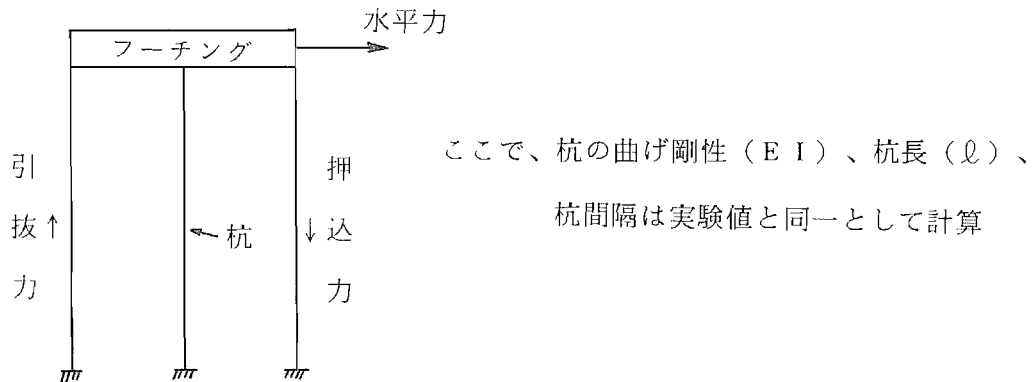 水平力
フーチング
引抜力↑
杭
↓押込力
ここで、杭の曲げ剛性（ＥＩ）、杭長（ℓ）、
杭間隔は実験値と同一として計算